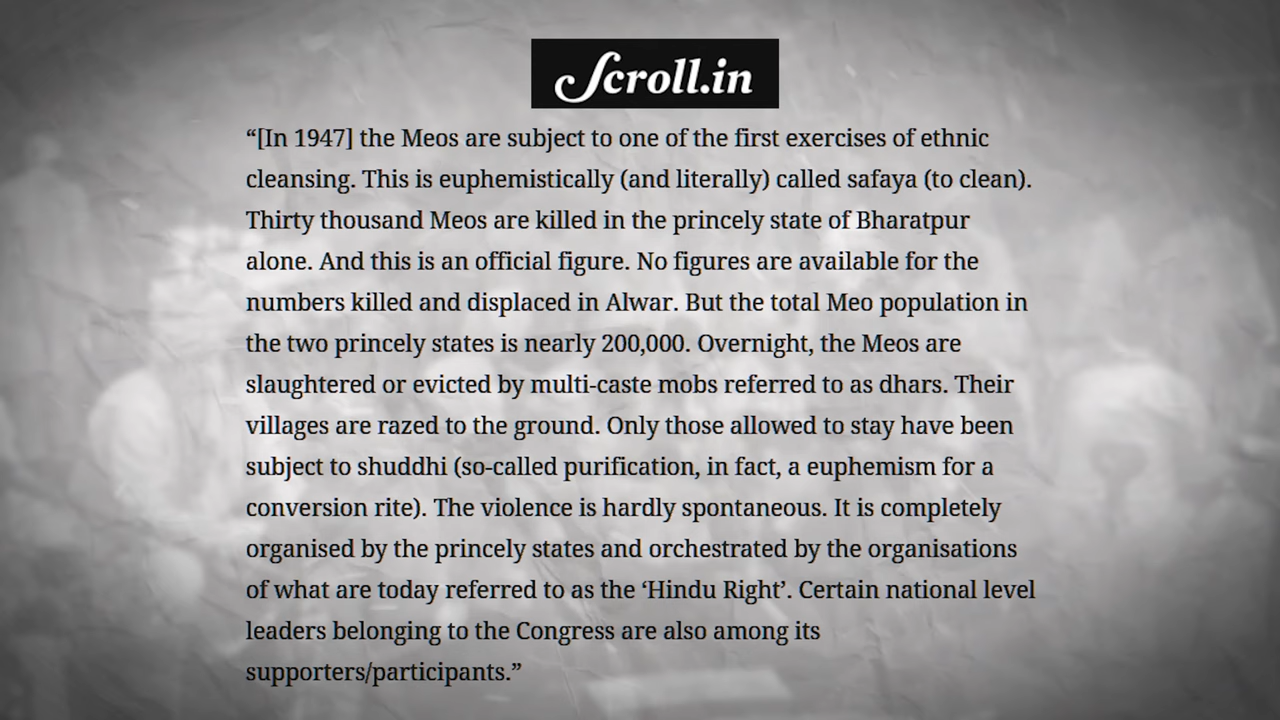 Scroll.in
“[In 1947] the Meos are subject to one of the first exercises of ethnic
cleansing. This is euphemistically (and literally) called safaya (to clean).
Thirty thousand Meos are killed in the princely state of Bharatpur
alone. And this is an official figure. No figures are available for the
numbers killed and displaced in Alwar. But the total Meo population in
the two princely states is nearly 200,000. Overnight, the Meos are
slaughtered or evicted by multi-caste mobs referred to as dhars. Their
villages are razed to the ground. Only those allowed to stay have been
subject to shuddhi (so-called purification, in fact, a euphemism for a
conversion rite). The violence is hardly spontaneous. It is completely
organised by the princely states and orchestrated by the organisations
of what are today referred to as the ‘Hindu Right’. Certain national level
leaders belonging to the Congress are also among its
supporters/participants.”